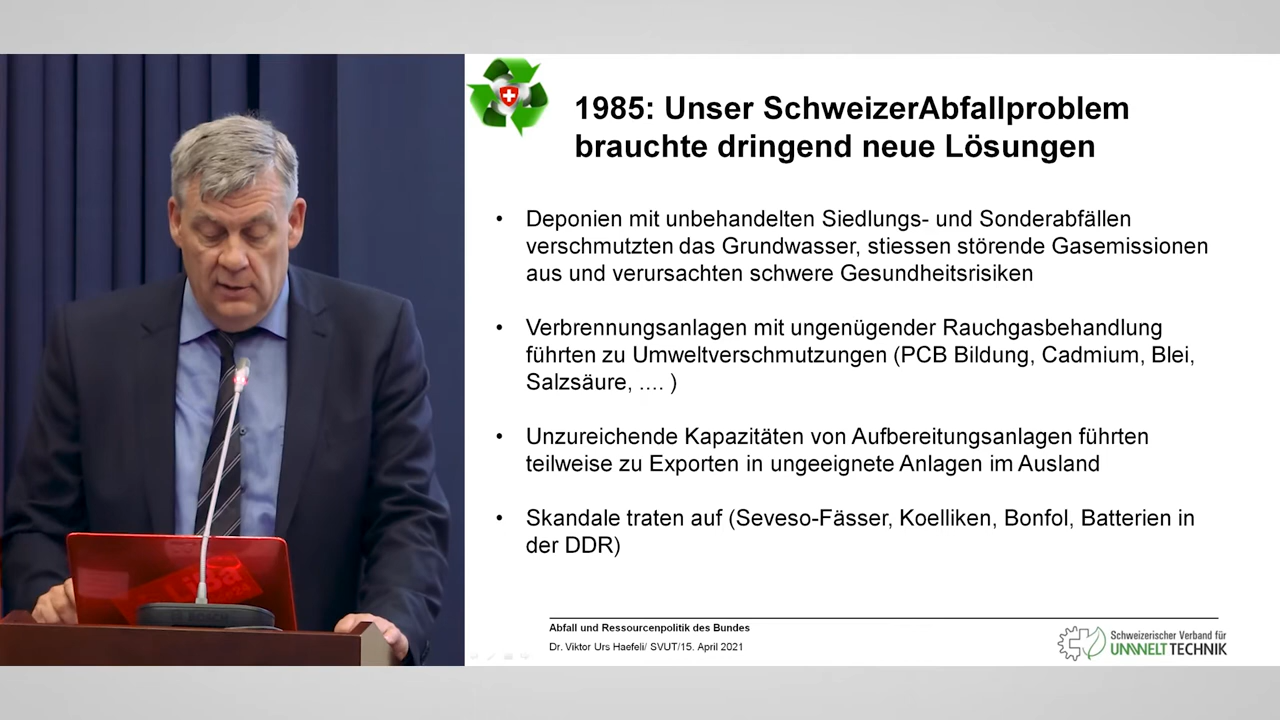 1985: Unser SchweizerAbfallproblem
brauchte dringend neue Lösungen
• Deponien mit unbehandelten Siedlungs- und Sonderabfällen
verschmutzten das Grundwasser, stiessen störende Gasemissionen
aus und verursachten schwere Gesundheitsrisiken
• Verbrennungsanlagen mit ungenügender Rauchgasbehandlung
führten zu Umweltverschmutzungen (PCB Bildung, Cadmium, Blei,
Salzsäure, .... )
• Unzureichende Kapazitäten von Aufbereitungsanlagen führten
teilweise zu Exporten in ungeeignete Anlagen im Ausland
• Skandale traten auf (Seveso-Fässer, Koelliken, Bonfol, Batterien in
der DDR)
Abfall und Ressourcenpolitik des Bundes
Dr. Viktor Urs Haefeli/ SVUT/15. April 2021
Schweizerischer Verband für
UMWELTTECHNIK
LiSA
BOSCH